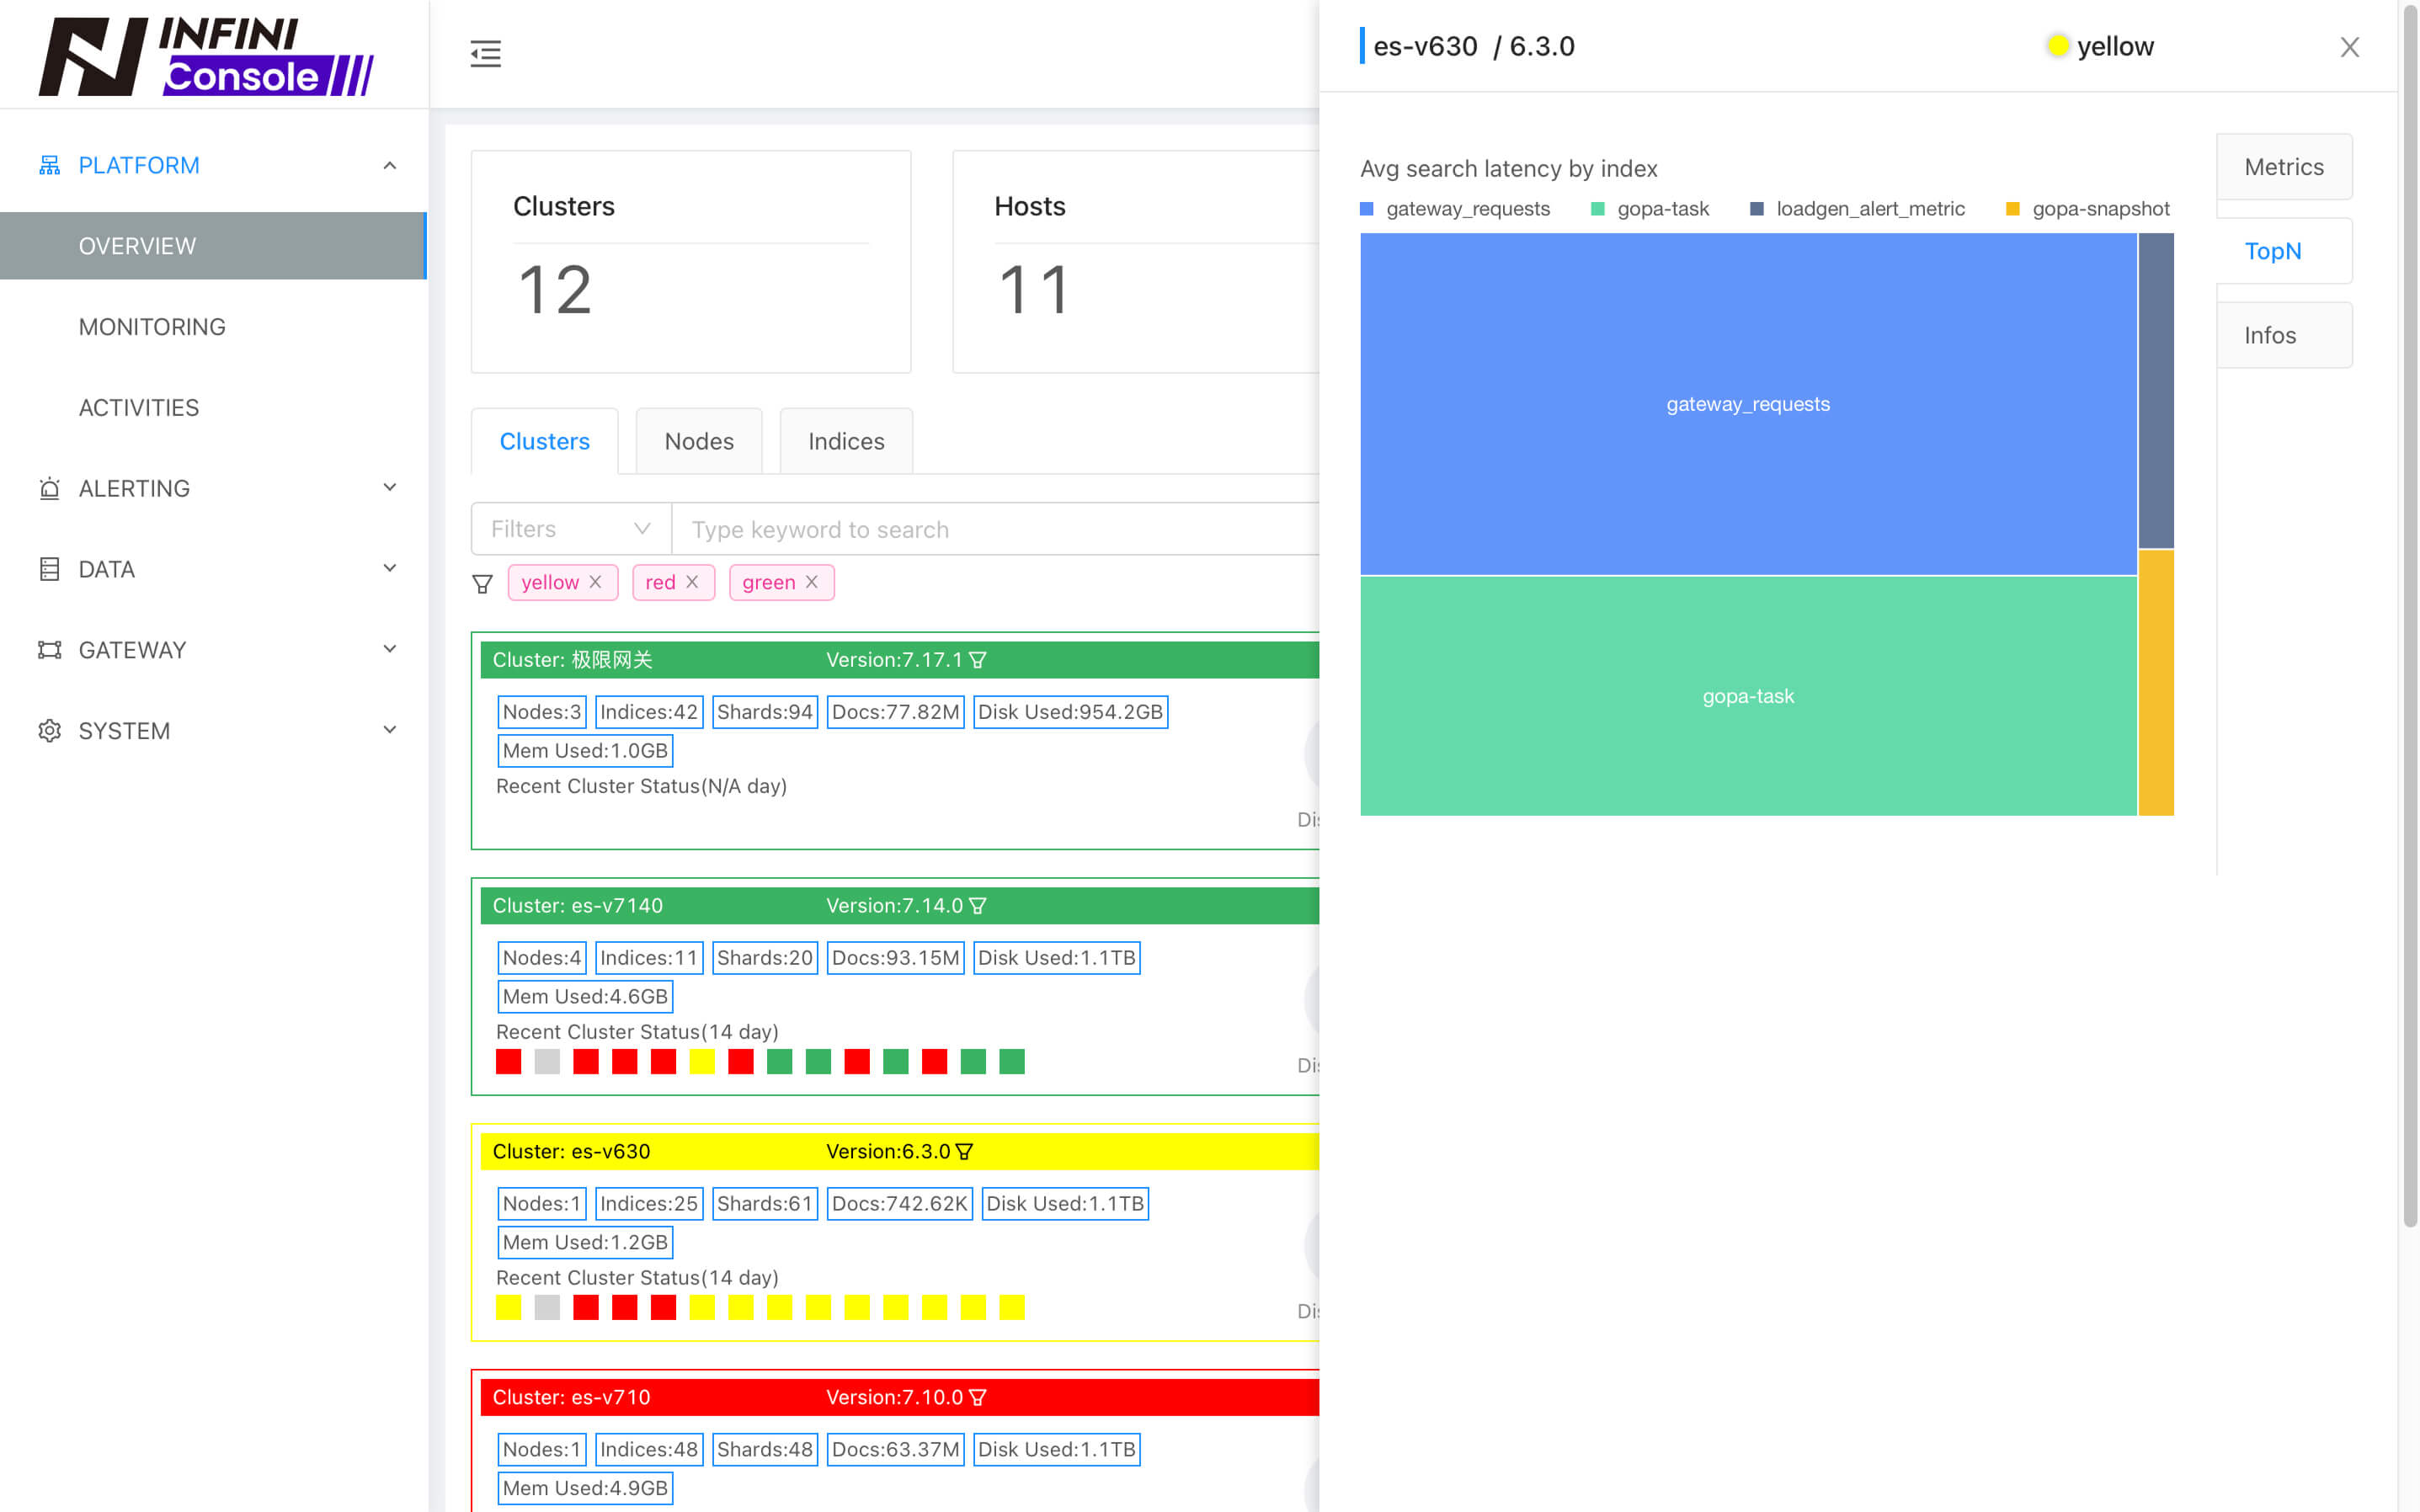 INFINI
Console
PLATFORM
OVERVIEW
MONITORING
ACTIVITIES
ALERTING
DATA
GATEWAY
SYSTEM
Clusters
12
Hosts
11
Clusters
Nodes
Indices
Filters
Type keyword to search
yellow
red
green
Cluster: 极限网关 Version:7.17.1
Nodes:3 Indices:42 Shards:94 Docs:77.82M Disk Used:954.2GB
Mem Used:1.0GB
Recent Cluster Status(N/A day)
Cluster: es-v7140 Version:7.14.0
Nodes:4 Indices:11 Shards:20 Docs:93.15M Disk Used:1.1TB
Mem Used:4.6GB
Recent Cluster Status(14 day)
Cluster: es-v630 Version:6.3.0
Nodes:1 Indices:25 Shards:61 Docs:742.62K Disk Used:1.1TB
Mem Used:1.2GB
Recent Cluster Status(14 day)
Cluster: es-v710 Version:7.10.0
Nodes:1 Indices:48 Shards:48 Docs:63.37M Disk Used:1.1TB
Mem Used:4.9GB
es-v630 / 6.3.0
yellow
Avg search latency by index
gateway_requests gopa-task loadgen_alert_metric gopa-snapshot
gateway_requests
gopa-task
Metrics
TopN
Infos